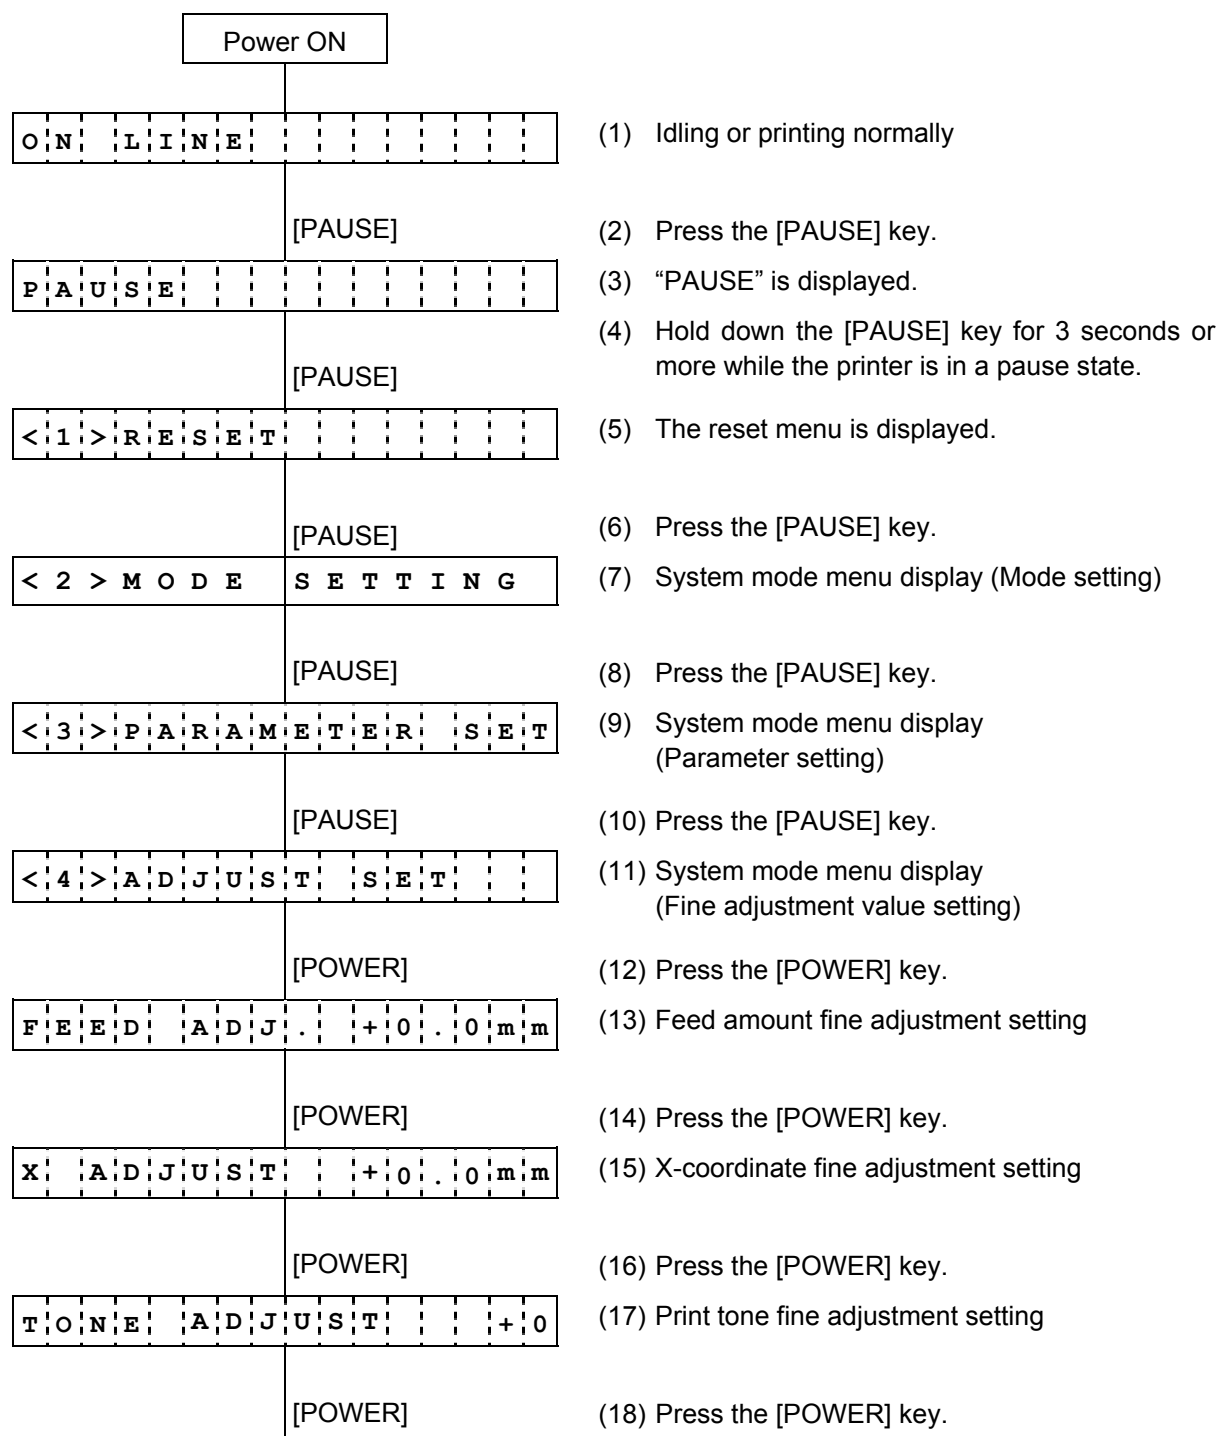 Power ON
ON LINE
(1) Idling or printing normally
[PAUSE]
(2) Press the [PAUSE] key.
PAUSE
(3) “PAUSE” is displayed.
(4) Hold down the [PAUSE] key for 3 seconds or
more while the printer is in a pause state.
[PAUSE]
<1>RESET
(5) The reset menu is displayed.
[PAUSE]
(6) Press the [PAUSE] key.
<2>MODE SETTING
(7) System mode menu display (Mode setting)
[PAUSE]
(8) Press the [PAUSE] key.
<3>PARAMETER SET
(9) System mode menu display
(Parameter setting)
[PAUSE]
(10) Press the [PAUSE] key.
<4>ADJUST SET
(11) System mode menu display
(Fine adjustment value setting)
[POWER]
(12) Press the [POWER] key.
FEED ADJ. +0.0mm
(13) Feed amount fine adjustment setting
[POWER]
(14) Press the [POWER] key.
X ADJUST +0.0mm
(15) X-coordinate fine adjustment setting
[POWER]
(16) Press the [POWER] key.
TONE ADJUST +0
(17) Print tone fine adjustment setting
[POWER]
(18) Press the [POWER] key.